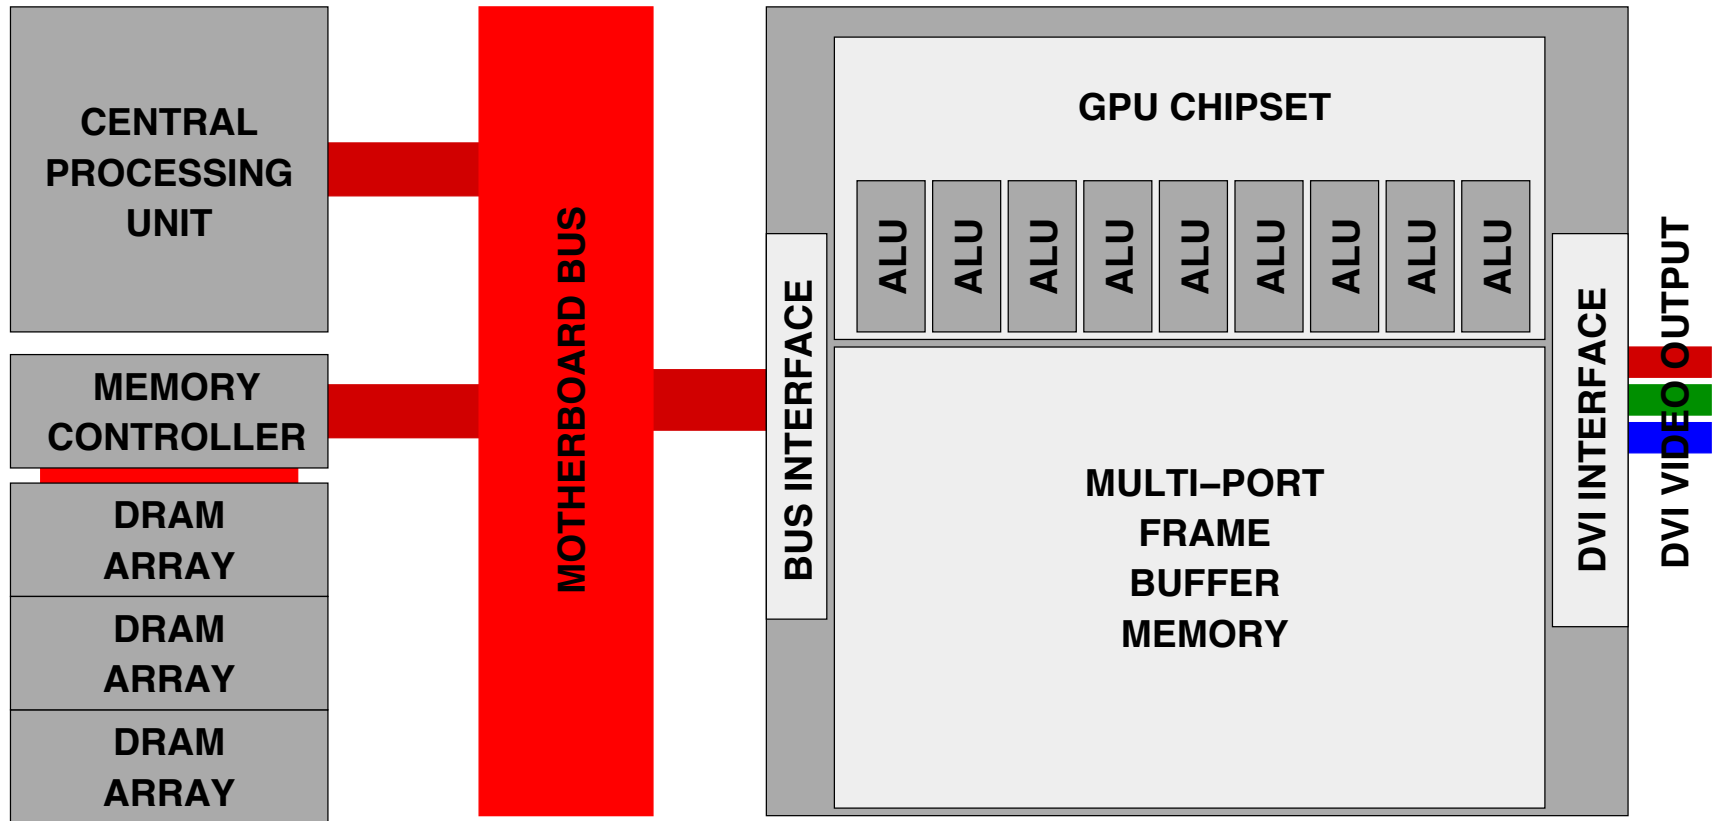 CENTRAL
PROCESSING
UNIT
MEMORY
CONTROLLER
DRAM
ARRAY
DRAM
ARRAY
DRAM
ARRAY
MOTHERBOARD BUS
BUS INTERFACE
GPU CHIPSET
ALU
ALU
ALU
ALU
ALU
ALU
ALU
ALU
ALU
MULTI–PORT
FRAME
BUFFER
MEMORY
DVI INTERFACE
DVI VIDEO OUTPUT